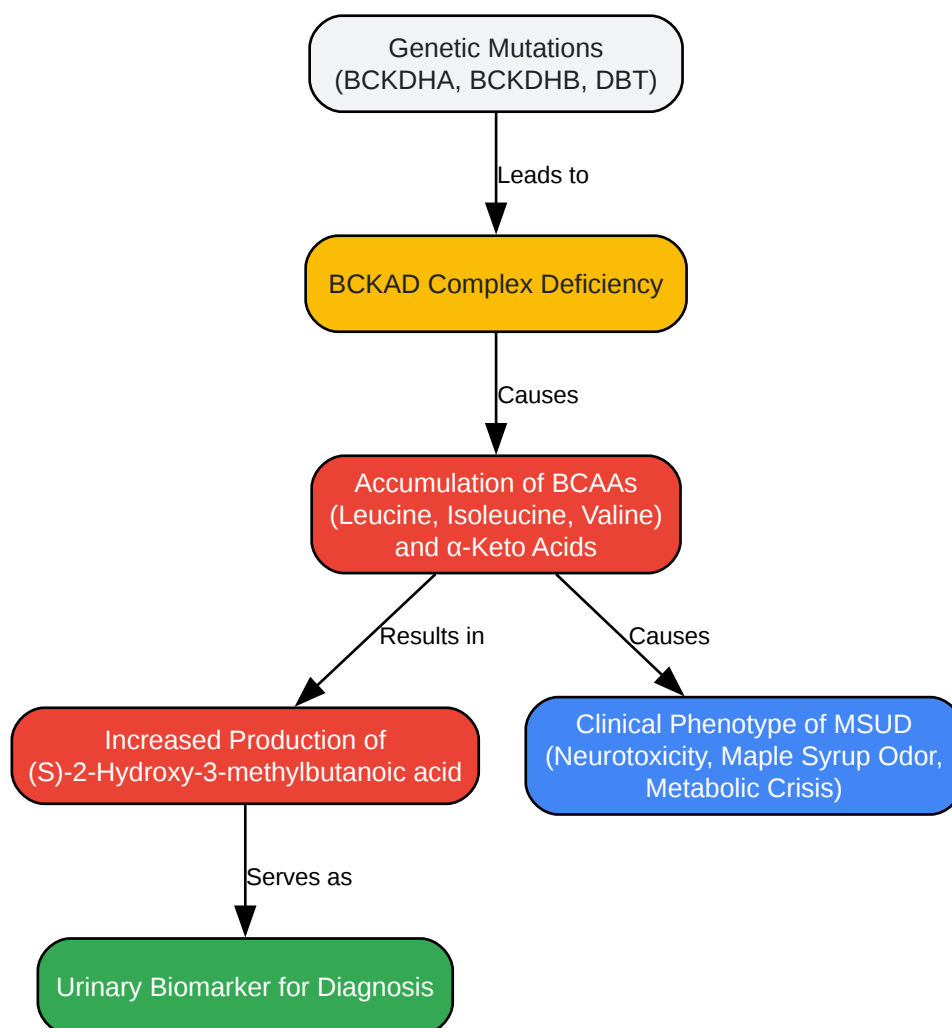 Genetic Mutations
(BCKDHA, BCKDHB, DBT)
Leads to
BCKAD Complex Deficiency
Causes
Accumulation of BCAAs
(Leucine, Isoleucine, Valine)
and α-Keto Acids
Results in
Causes
Increased Production of
(S)-2-Hydroxy-3-methylbutanoic acid
Clinical Phenotype of MSUD
(Neurotoxicity, Maple Syrup Odor,
Metabolic Crisis)
Serves as
Urinary Biomarker for Diagnosis